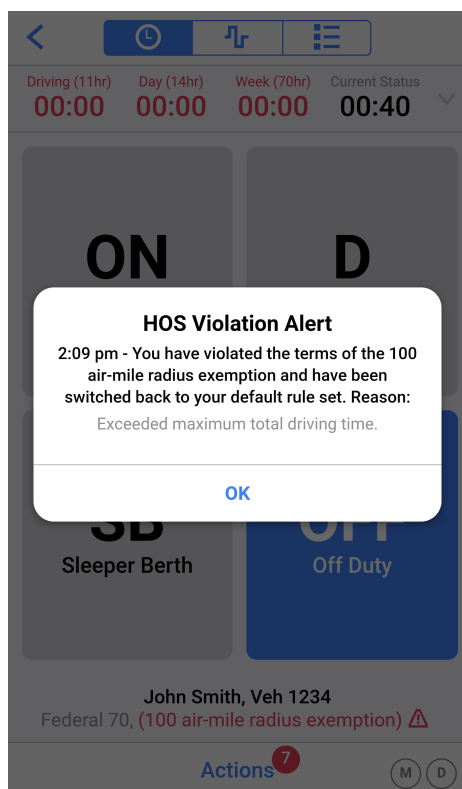 Driving (11hr) Day (14hr) Week (70hr) Current Status
00:00 00:00 00:00 00:40
ON D
HOS Violation Alert
2:09 pm - You have violated the terms of the 100
air-mile radius exemption and have been
switched back to your default rule set. Reason:
Exceeded maximum total driving time.
OK
SB OFF
Sleeper Berth Off Duty
John Smith, Veh 1234
Federal 70, (100 air-mile radius exemption)
Actions 7 M D